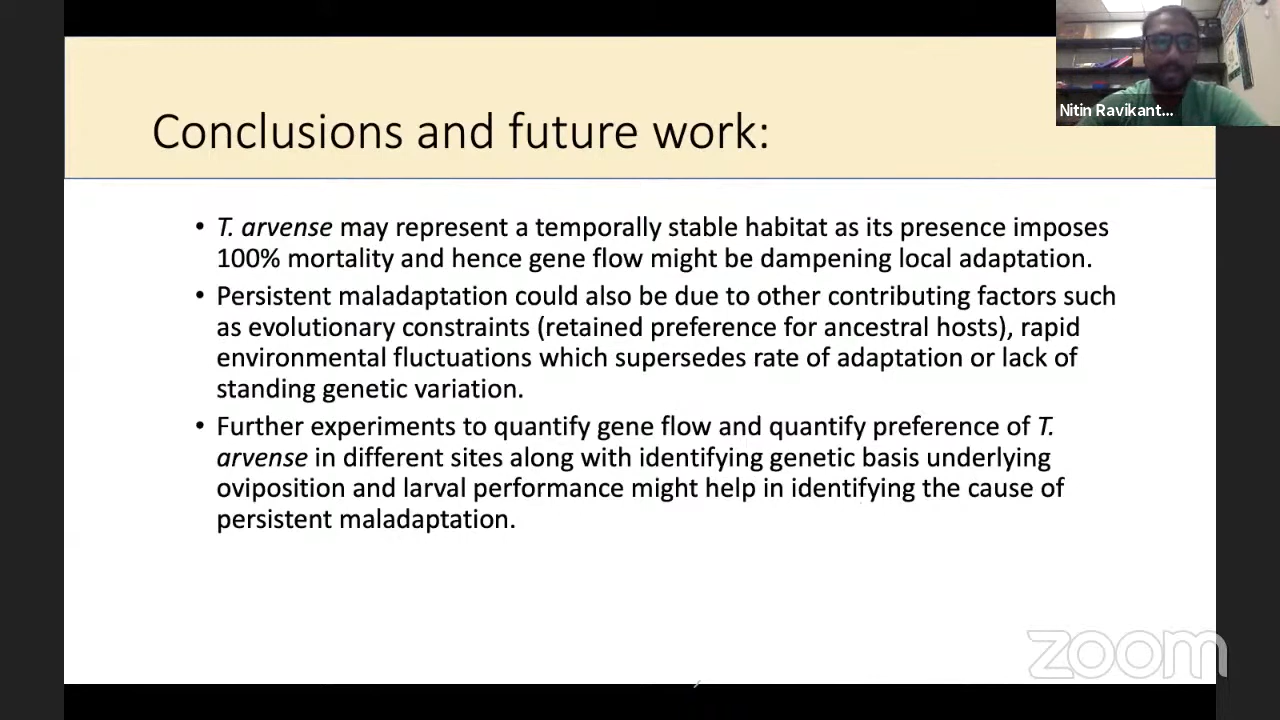 Nitin Ravikant...
Conclusions and future work:
• T. arvense may represent a temporally stable habitat as its presence imposes
100% mortality and hence gene flow might be dampening local adaptation.
• Persistent maladaptation could also be due to other contributing factors such
as evolutionary constraints (retained preference for ancestral hosts), rapid
environmental fluctuations which supersedes rate of adaptation or lack of
standing genetic variation.
• Further experiments to quantify gene flow and quantify preference of T.
arvense in different sites along with identifying genetic basis underlying
oviposition and larval performance might help in identifying the cause of
persistent maladaptation.
zoom